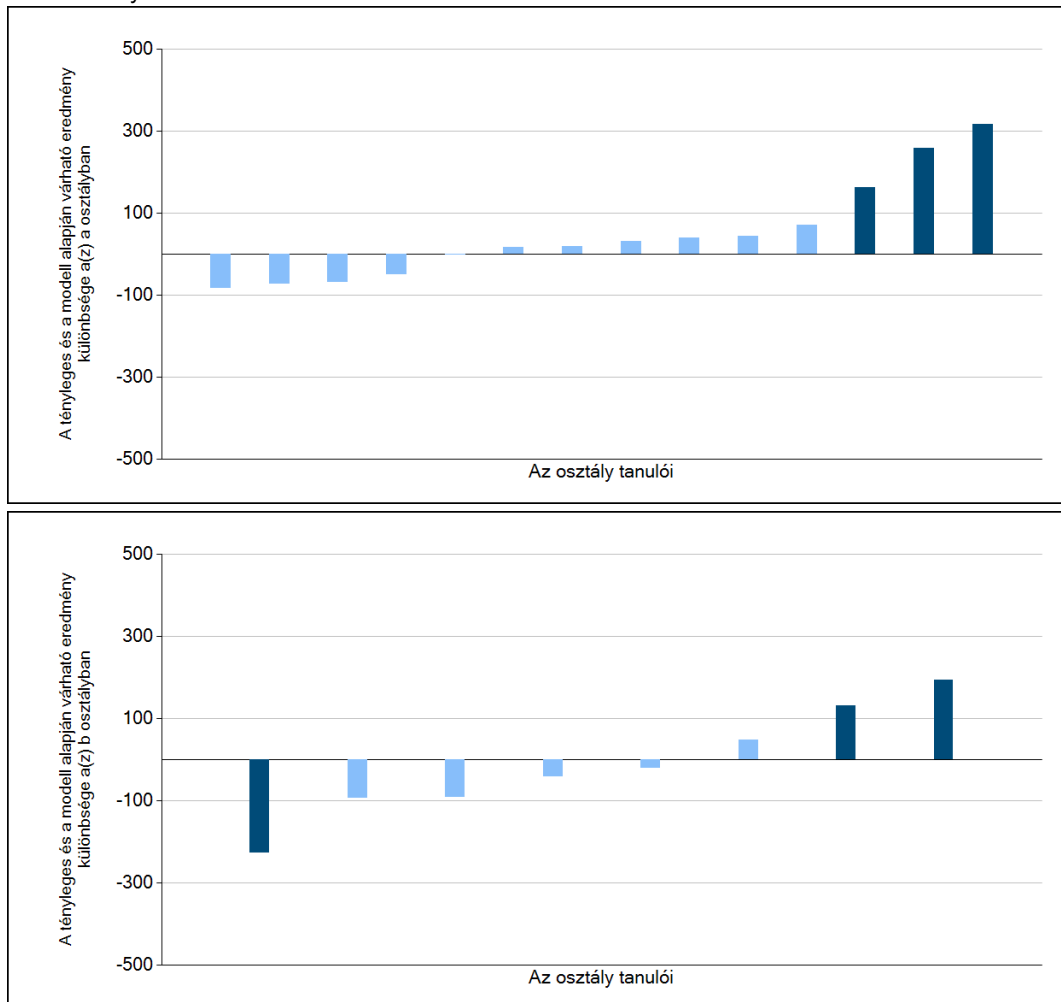 A tényleges és a modell alapján várható eredmény
különbsége a(z) a osztályban
500
300
100
-100
-300
-500
Az osztály tanulói
A tényleges és a modell alapján várható eredmény
különbsége a(z) b osztályban
500
300
100
-100
-300
-500
Az osztály tanulói